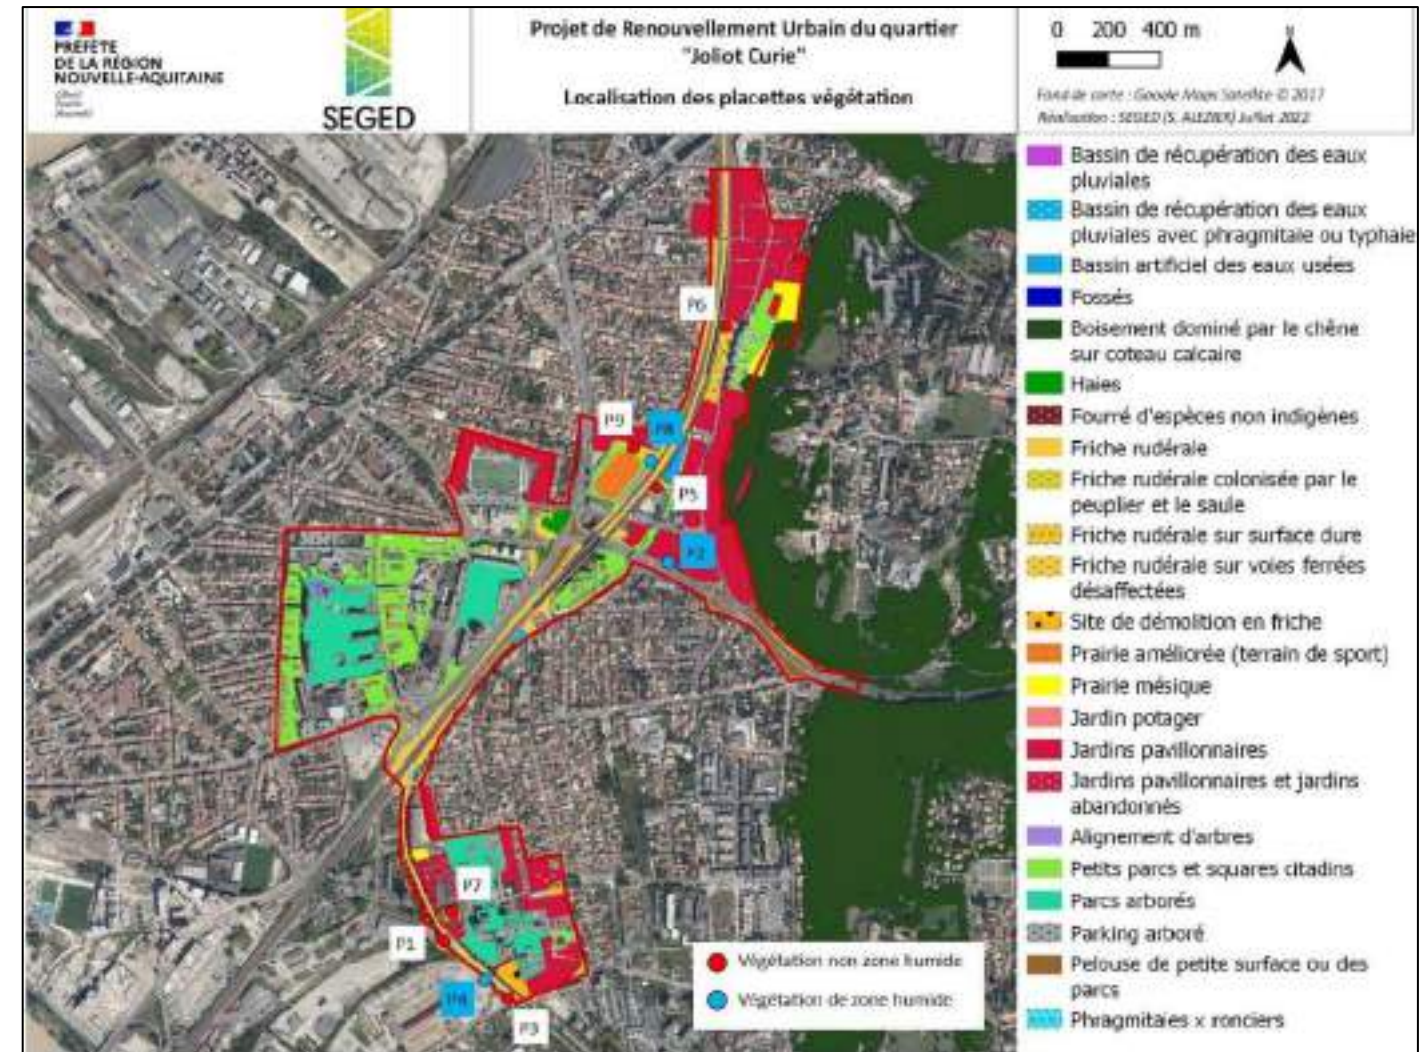 PRÉFÈTE
DE LA RÉGION
NOUVELLE-AQUITAINE
SEGED
Projet de Renouvellement Urbain du quartier
"Joliot Curie"
Localisation des placettes végétation
0 200 400 m
Fond de carte : Google Maps Satellite © 2017
Réalisation : SEGED (S. ALEZIER) Juillet 2022
Bassin de récupération des eaux
pluviales
Bassin de récupération des eaux
pluviales avec phragmitaie ou typhaie
Bassin artificiel des eaux usées
Fossés
Boisement dominé par le chêne
sur coteau calcaire
Haies
Fourré d'espèces non indigènes
Friche rudérale
Friche rudérale colonisée par le
peuplier et le saule
Friche rudérale sur surface dure
Friche rudérale sur voies ferrées
désaffectées
Site de démolition en friche
Prairie améliorée (terrain de sport)
Prairie mésique
Jardin potager
Jardins pavillonnaires
Jardins pavillonnaires et jardins
abandonnés
Alignement d'arbres
Petits parcs et squares citadins
Parcs arborés
Parking arboré
Pelouse de petite surface ou des
parcs
Phragmitaies x ronciers
P6
P9
P8
P5
P2
P7
P1
P4
P3
Végétation non zone humide
Végétation de zone humide